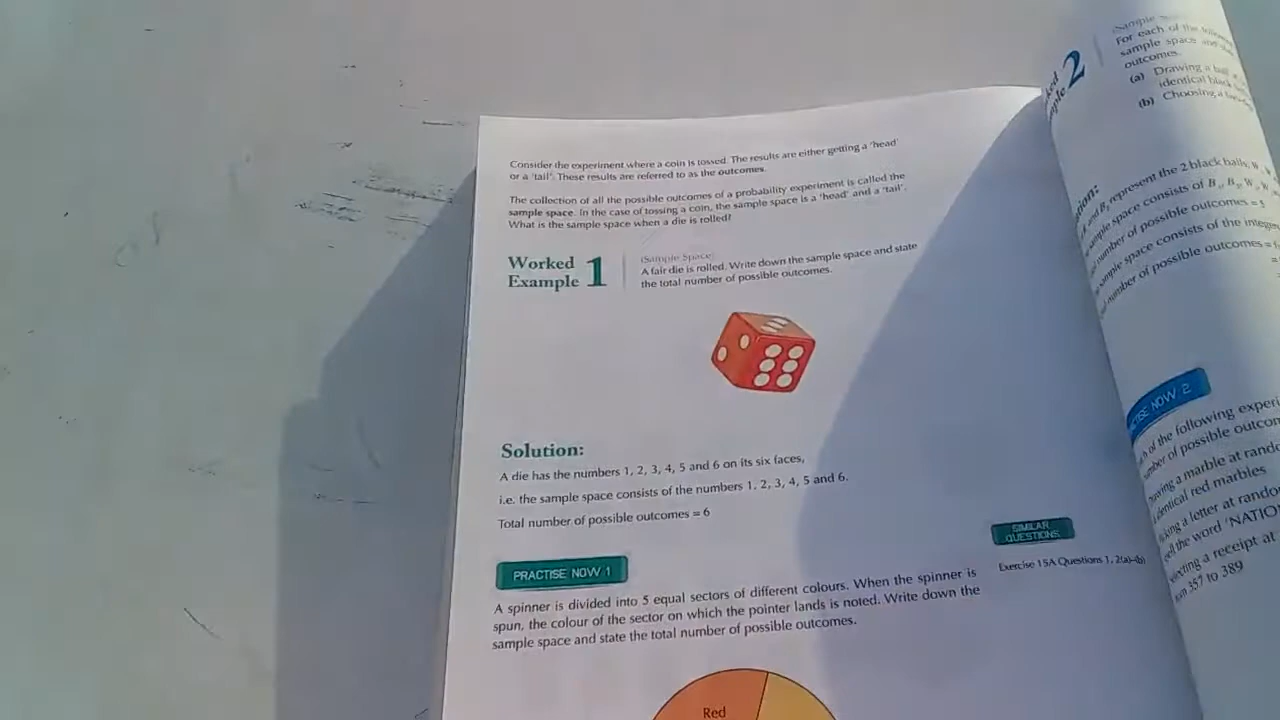 Consider the experiment where a coin is tossed. The results are either getting a 'head'
or a 'tail'. These results are referred to as the outcomes.
The collection of all the possible outcomes of a probability experiment is called the
sample space. In the case of tossing a coin, the sample space is a 'head' and a 'tail'.
What is the sample space when a die is rolled?
Worked
Example 1
(Sample Space)
A fair die is rolled. Write down the sample space and state
the total number of possible outcomes.
Solution:
A die has the numbers 1, 2, 3, 4, 5 and 6 on its six faces,
i.e. the sample space consists of the numbers 1, 2, 3, 4, 5 and 6.
Total number of possible outcomes = 6
PRACTISE NOW 1
SIMILAR
QUESTIONS
Exercise 15A Questions 1, 2(a)–(b)
A spinner is divided into 5 equal sectors of different colours. When the spinner is
spun, the colour of the sector on which the pointer lands is noted. Write down the
sample space and state the total number of possible outcomes.
Red
2
For each of the
sample space and
outcomes.
(a) Drawing a
identical black
(b) Choosing a
represent the 2 black balls,
space consists of
number of possible outcomes = 5
sample space consists of the
number of possible outcomes =
NOW 2
of the following
of possible
a marble at
identical red marbles
a letter at
the word
a receipt at
357 to 389